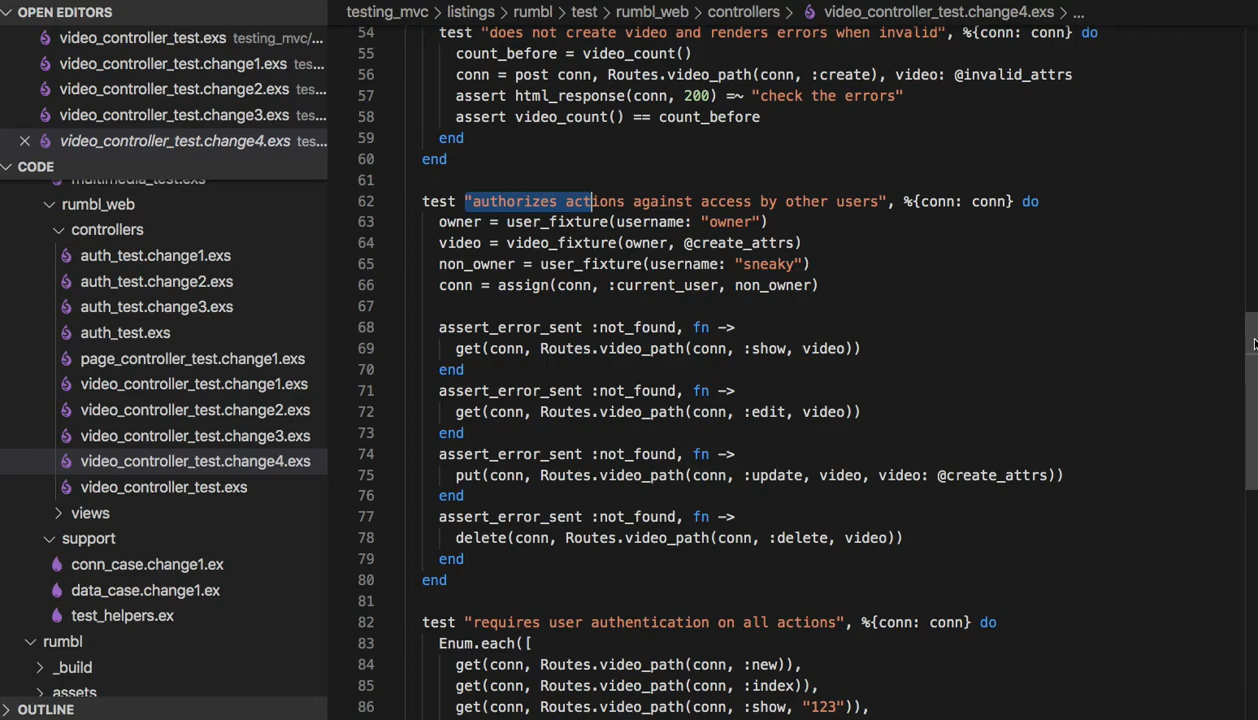 OPEN EDITORS
video_controller_test.exs testing_mvc/...
video_controller_test.change1.exs tes...
video_controller_test.change2.exs tes...
video_controller_test.change3.exs tes...
video_controller_test.change4.exs tes...
CODE
multimedia_test.exs
rumbl_web
controllers
auth_test.change1.exs
auth_test.change2.exs
auth_test.change3.exs
auth_test.exs
page_controller_test.change1.exs
video_controller_test.change1.exs
video_controller_test.change2.exs
video_controller_test.change3.exs
video_controller_test.change4.exs
video_controller_test.exs
views
support
conn_case.change1.ex
data_case.change1.ex
test_helpers.ex
rumbl
_build
assets
OUTLINE
testing_mvc > listings > rumbl > test > rumbl_web > controllers > video_controller_test.change4.exs > ...
54 test "does not create video and renders errors when invalid", %{conn: conn} do
55 count_before = video_count()
56 conn = post conn, Routes.video_path(conn, :create), video: @invalid_attrs
57 assert html_response(conn, 200) =~ "check the errors"
58 assert video_count() == count_before
59 end
60 end
61
62 test "authorizes actions against access by other users", %{conn: conn} do
63 owner = user_fixture(username: "owner")
64 video = video_fixture(owner, @create_attrs)
65 non_owner = user_fixture(username: "sneaky")
66 conn = assign(conn, :current_user, non_owner)
67
68 assert_error_sent :not_found, fn ->
69 get(conn, Routes.video_path(conn, :show, video))
70 end
71 assert_error_sent :not_found, fn ->
72 get(conn, Routes.video_path(conn, :edit, video))
73 end
74 assert_error_sent :not_found, fn ->
75 put(conn, Routes.video_path(conn, :update, video, video: @create_attrs))
76 end
77 assert_error_sent :not_found, fn ->
78 delete(conn, Routes.video_path(conn, :delete, video))
79 end
80 end
81
82 test "requires user authentication on all actions", %{conn: conn} do
83 Enum.each([
84 get(conn, Routes.video_path(conn, :new)),
85 get(conn, Routes.video_path(conn, :index)),
86 get(conn, Routes.video_path(conn, :show, "123")),